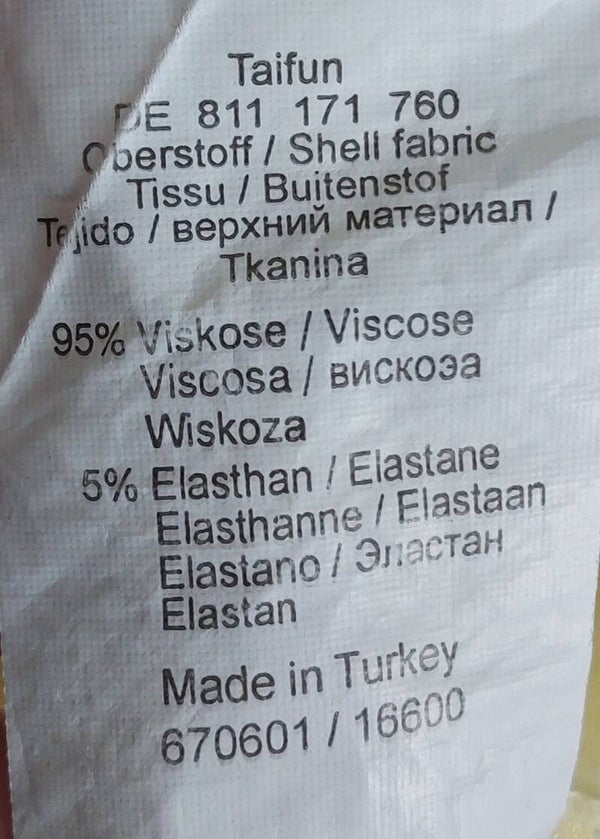 Taifun
DE 811 171 760
Oberstoff / Shell fabric
Tissu / Buitenstof
Tejido / верхний материал /
Tkanina
95% Viskose / Viscose
Viscosa / вискоза
Wiskoza
5% Elasthan / Elastane
Elasthanne / Elastaan
Elastano / Эластан
Elastan
Made in Turkey
670601 / 16600